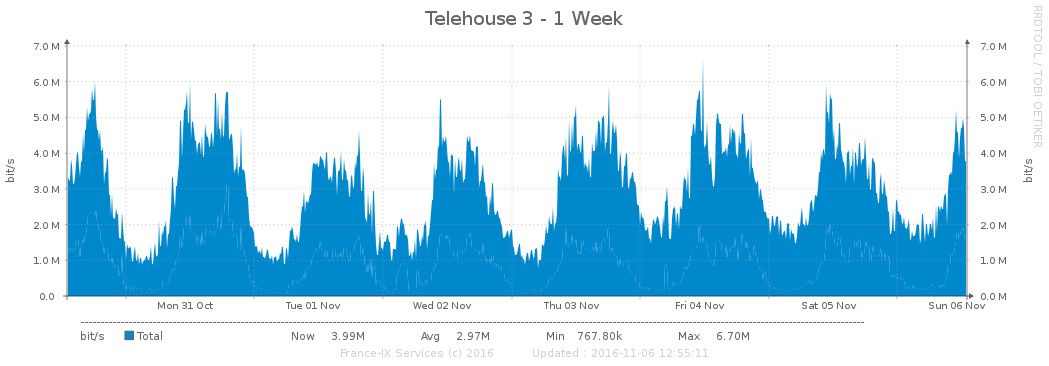 Telehouse 3 - 1 Week
RRDTOOL / TOBI OETIKER
bit/s
7.0 M 7.0 M
6.0 M 6.0 M
5.0 M 5.0 M
4.0 M 4.0 M
3.0 M 3.0 M
2.0 M 2.0 M
1.0 M 1.0 M
0.0 0.0 M
bit/s
Mon 31 Oct Tue 01 Nov Wed 02 Nov Thu 03 Nov Fri 04 Nov Sat 05 Nov Sun 06 Nov
bit/s Total Now 3.99M Avg 2.97M Min 767.80k Max 6.70M
France-IX Services (c) 2016 Updated : 2016-11-06 12:55:11